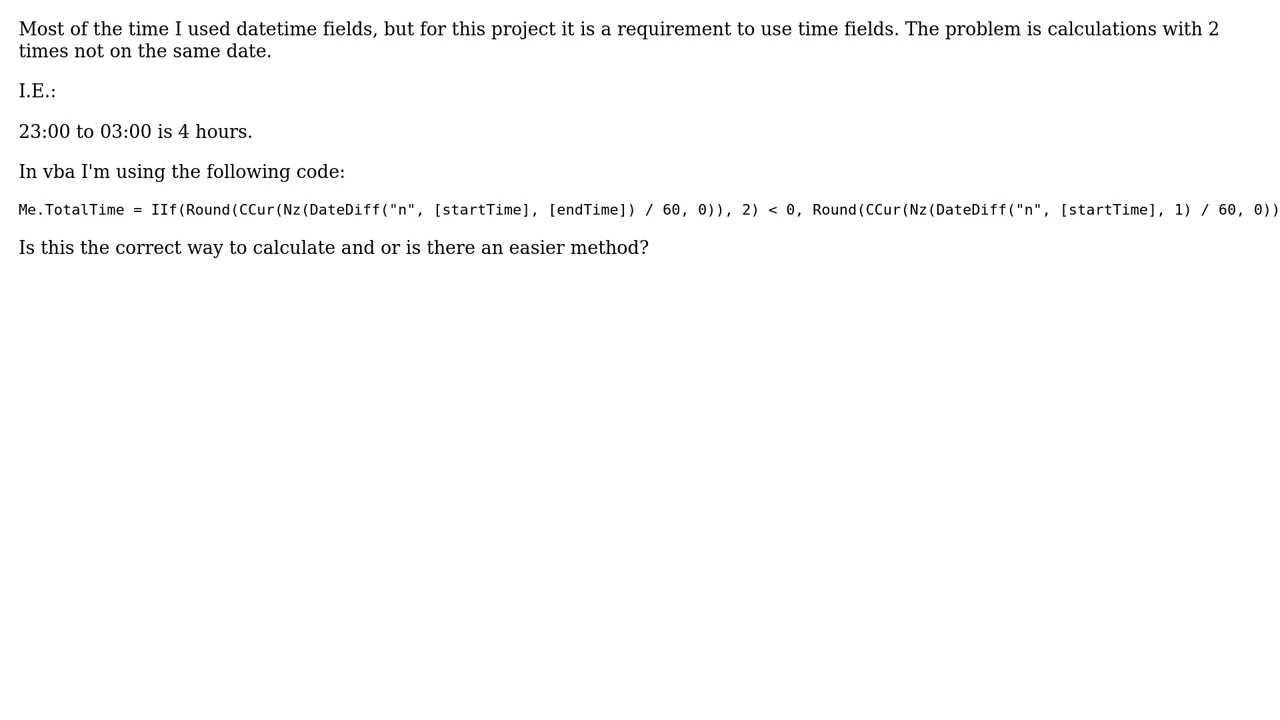 Most of the time I used datetime fields, but for this project it is a requirement to use time fields. The problem is calculations with 2
times not on the same date.
I.E.:
23:00 to 03:00 is 4 hours.
In vba I'm using the following code:
Me.TotalTime = IIf(Round(CCur(Nz(DateDiff("n", [startTime], [endTime]) / 60, 0)), 2) < 0, Round(CCur(Nz(DateDiff("n", [startTime], 1) / 60, 0))
Is this the correct way to calculate and or is there an easier method?